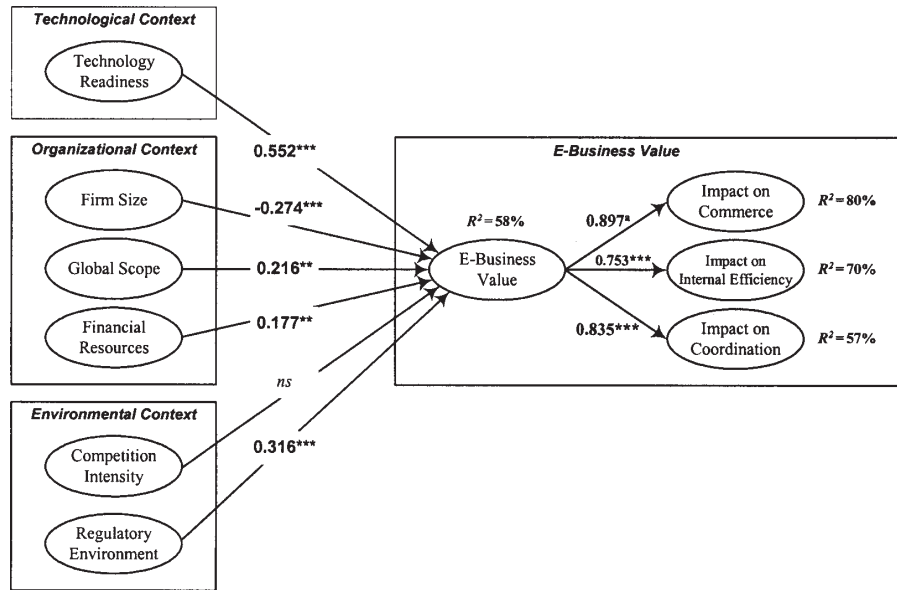 Technological Context
Technology
Readiness
0.552***
Organizational Context
Firm Size
-0.274***
Global Scope
0.216**
Financial
Resources
0.177**
Environmental Context
Competition
Intensity
ns
Regulatory
Environment
0.316***
E-Business Value
R²=58%
E-Business
Value
0.897ª
Impact on
Commerce
R²=80%
0.753***
Impact on
Internal Efficiency
R²=70%
0.835***
Impact on
Coordination
R²=57%